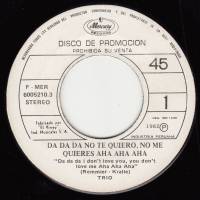 Mercury
DISCO DE PROMOCION
PROHIBIDA SU VENTA
F - MER
6005210.3
STEREO
45
1
Fabricado por
"El Virrey"
Ind. Musicales S. A.
1982
INDUSTRIA PERUANA
DA DA DA NO TE QUIERO, NO ME
QUIERES AHA AHA AHA
"Da da da i don't love you, you don't
love me Aha Aha Aha"
(Remmler - Kralle)
TRIO